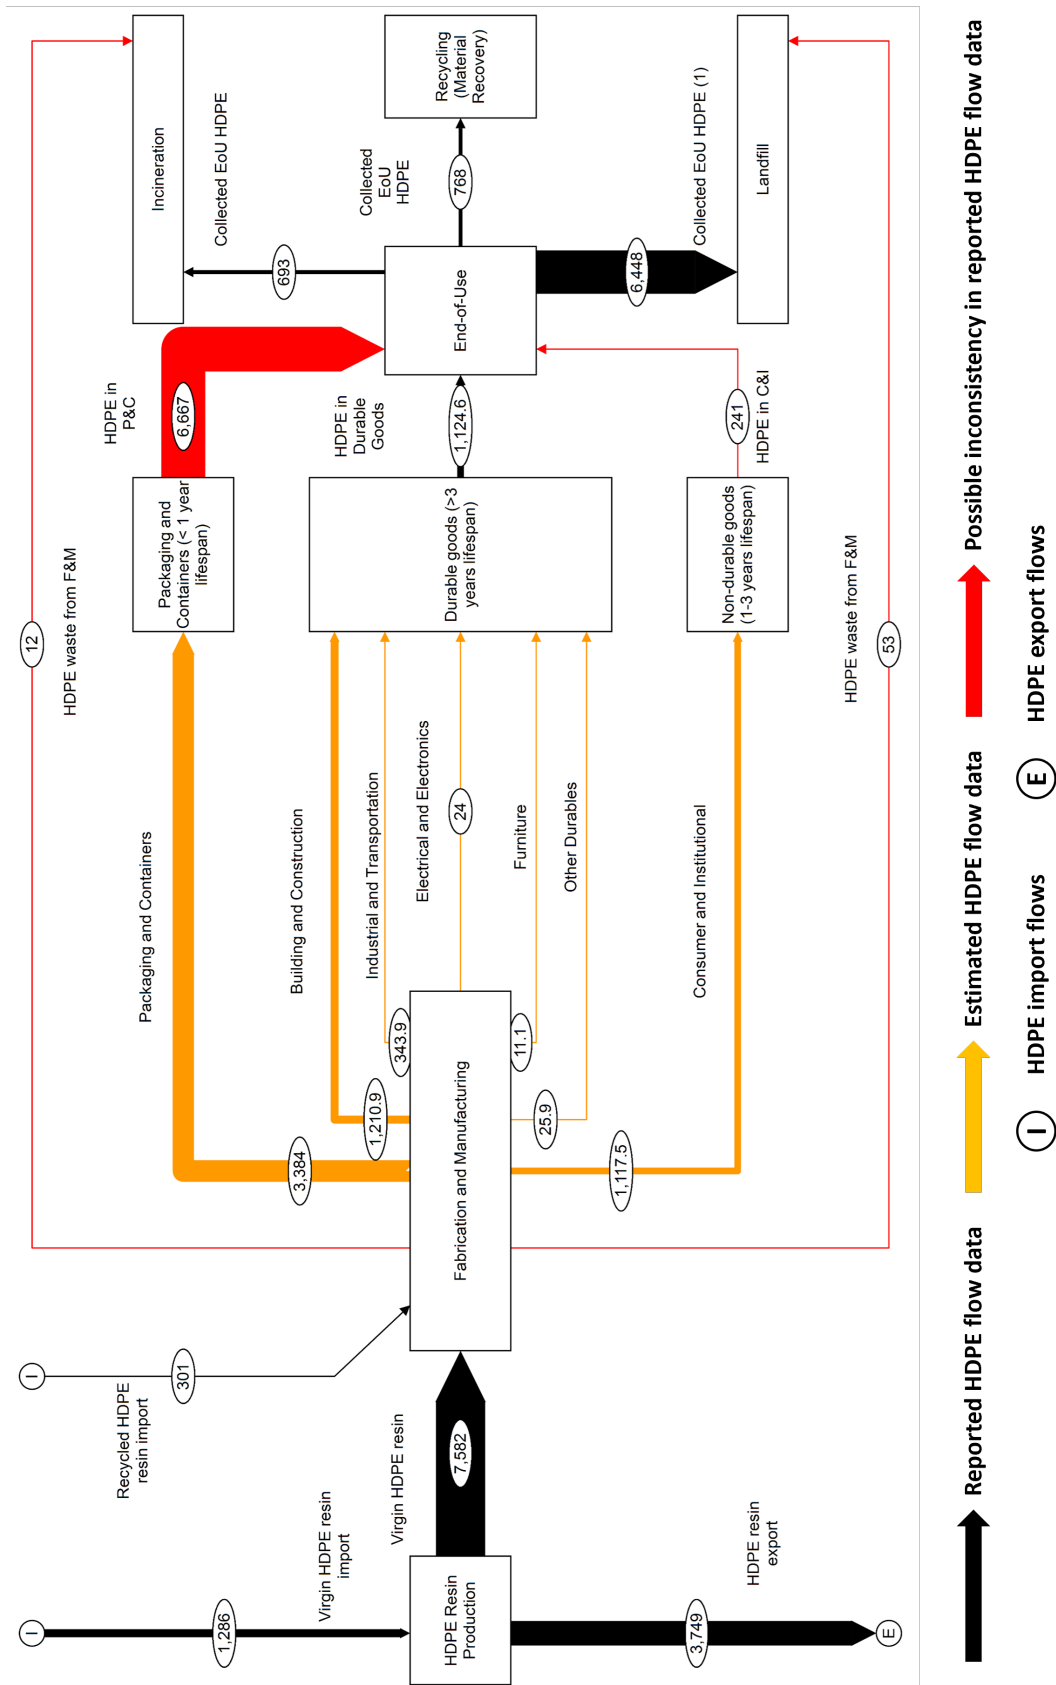 I
1,286
Virgin HDPE resin
import
HDPE Resin
Production
3,749
HDPE resin
export
E
Virgin HDPE resin
7,582
I
301
Recycled HDPE
resin import
Fabrication and Manufacturing
12
HDPE waste from F&M
3,384
Packaging and Containers
1,210.9
Building and Construction
343.9
Industrial and Transportation
24
Electrical and Electronics
11.1
Furniture
25.9
Other Durables
1,117.5
Consumer and Institutional
53
HDPE waste from F&M
Packaging and
Containers (< 1 year
lifespan)
Durable goods (>3
years lifespan)
Non-durable goods
(1-3 years lifespan)
HDPE in
P&C
6,667
HDPE in
Durable
Goods
1,124.6
241
HDPE in C&I
End-of-Use
693
Collected EoU HDPE
Incineration
Collected
EoU
HDPE
768
Recycling
(Material
Recovery)
6,448
Collected EoU HDPE (1)
Landfill
Reported HDPE flow data
Estimated HDPE flow data
Possible inconsistency in reported HDPE flow data
I
HDPE import flows
E
HDPE export flows